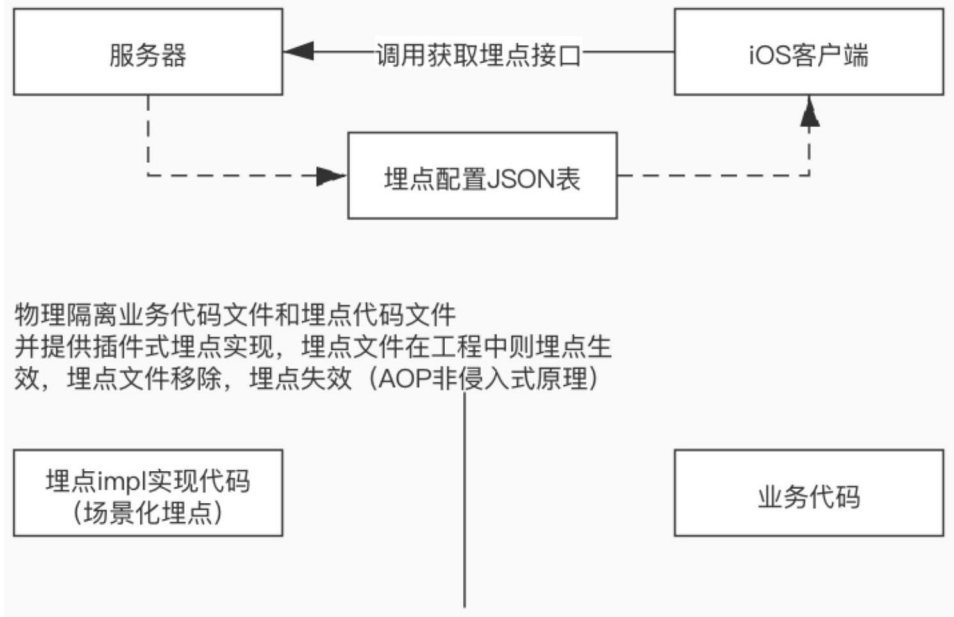 服务器
调用获取埋点接口
iOS客户端
埋点配置JSON表
物理隔离业务代码文件和埋点代码文件
并提供插件式埋点实现，埋点文件在工程中则埋点生
效，埋点文件移除，埋点失效（AOP非侵入式原理）
埋点impl实现代码
（场景化埋点）
业务代码